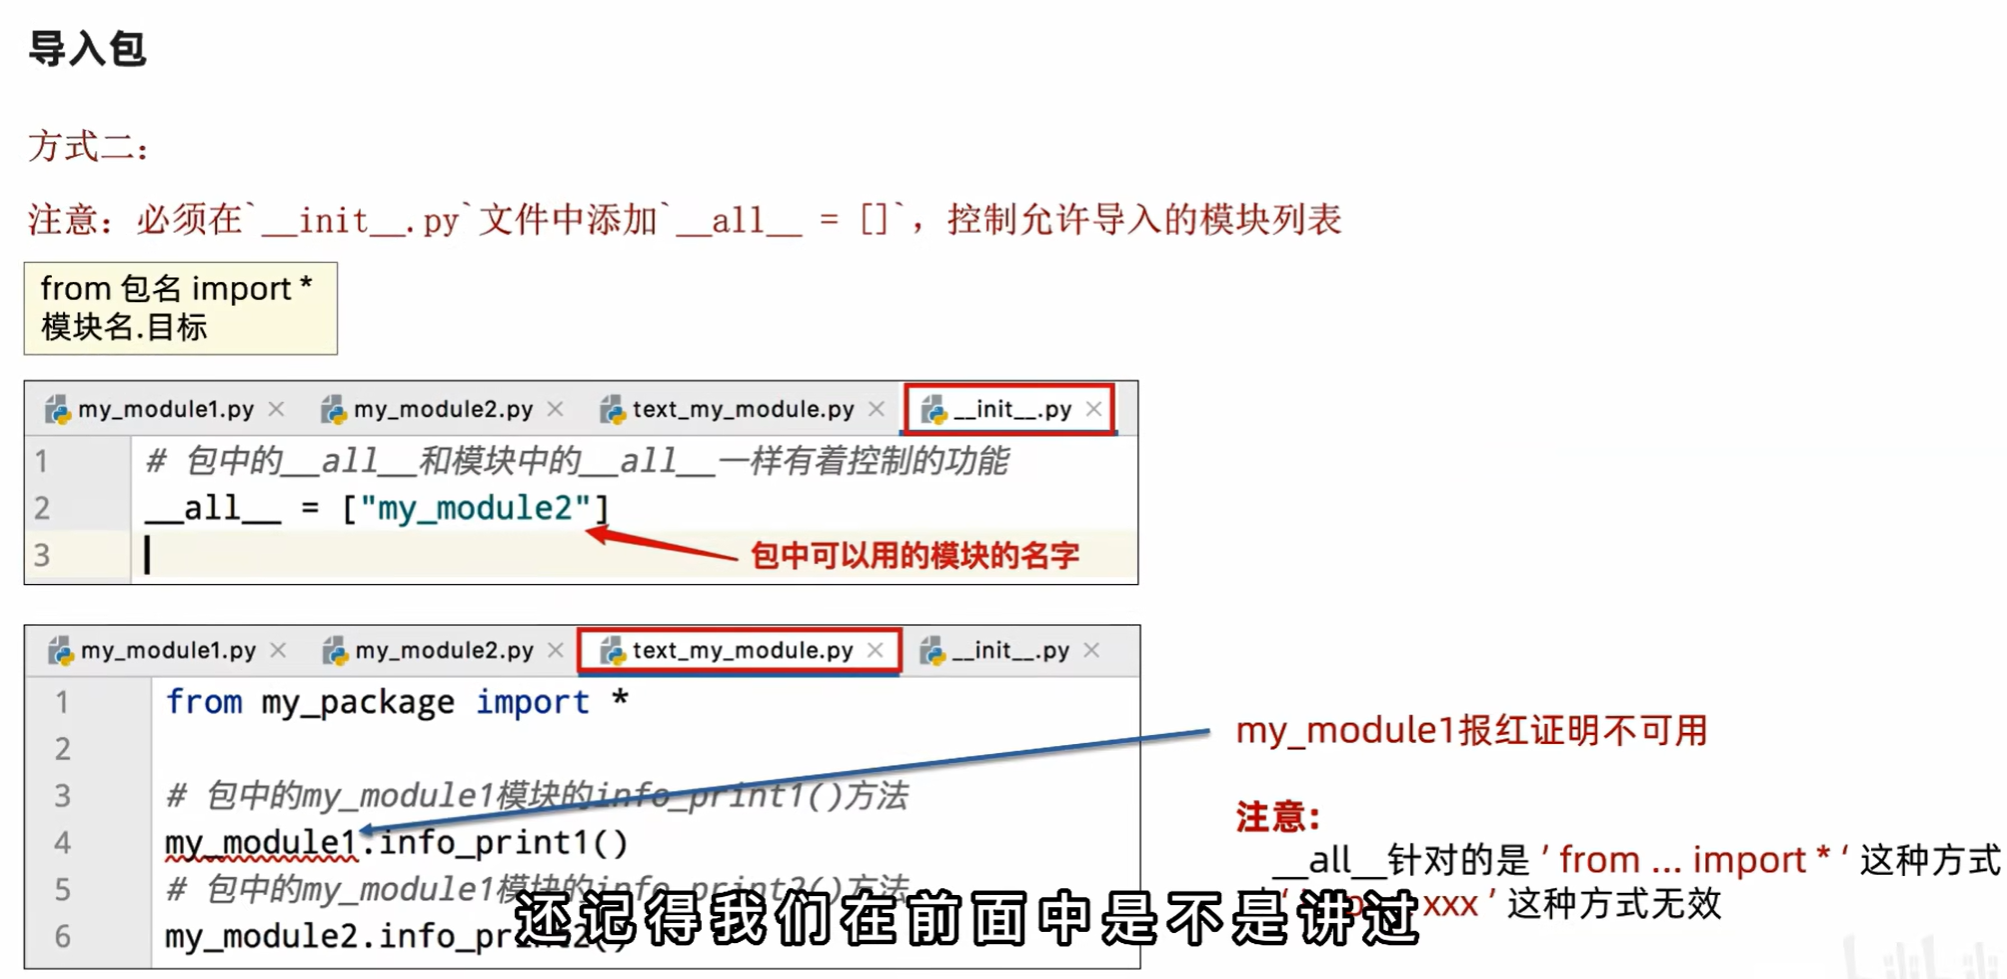 导入包
方式二：
注意：必须在`__init__.py`文件中添加`__all__ = []`，控制允许导入的模块列表
from 包名 import *
模块名.目标
my_module1.py my_module2.py text_my_module.py __init__.py
1 # 包中的__all__和模块中的__all__一样有着控制的功能
2 __all__ = ["my_module2"]
3
包中可以用的模块的名字
my_module1.py my_module2.py text_my_module.py __init__.py
1 from my_package import *
2
3 # 包中的my_module1模块的info_print1()方法
4 my_module1.info_print1()
5 # 包中的my_module1模块的info_print2()方法
6 my_module2.info_print2()
my_module1报红证明不可用
注意:
__all__针对的是 ’ from ... import * ‘ 这种方式
xxx ’ 这种方式无效
还记得我们在前面中是不是讲过